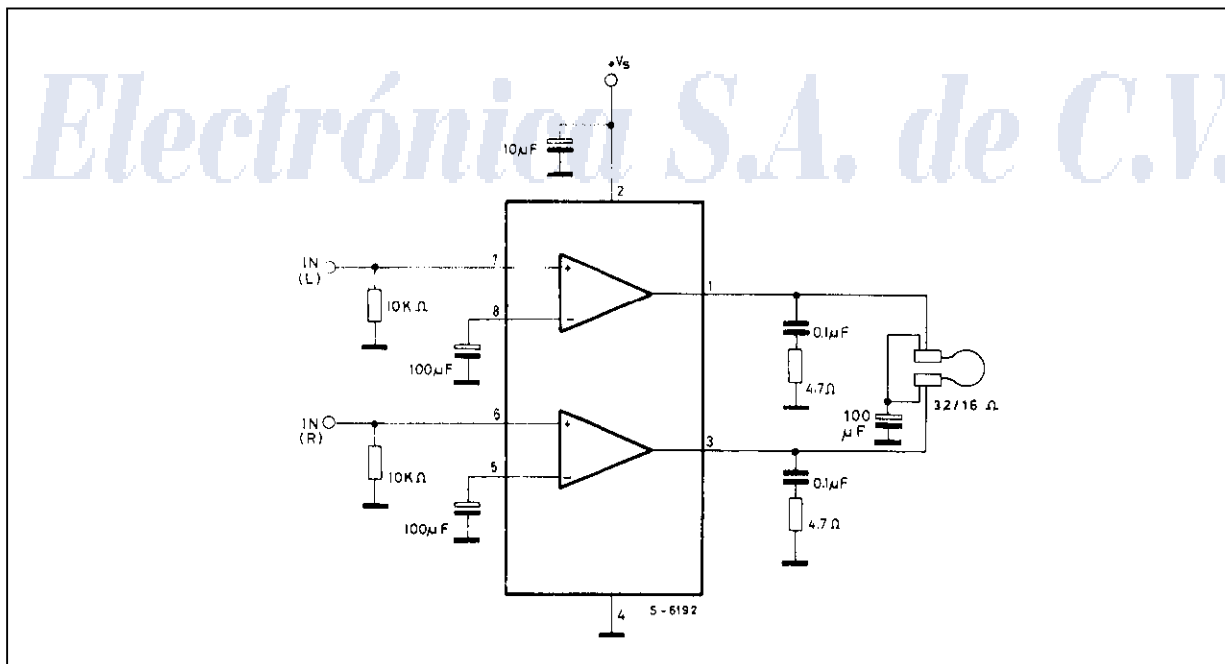 Electrónica S.A. de C.V.
+Vs
10µF
2
IN
(L)
7
10KΩ
8
100µF
1
0.1µF
4.7Ω
32/16 Ω
100
µF
IN
(R)
6
10KΩ
5
100µF
3
0.1µF
4.7Ω
4
S-6192